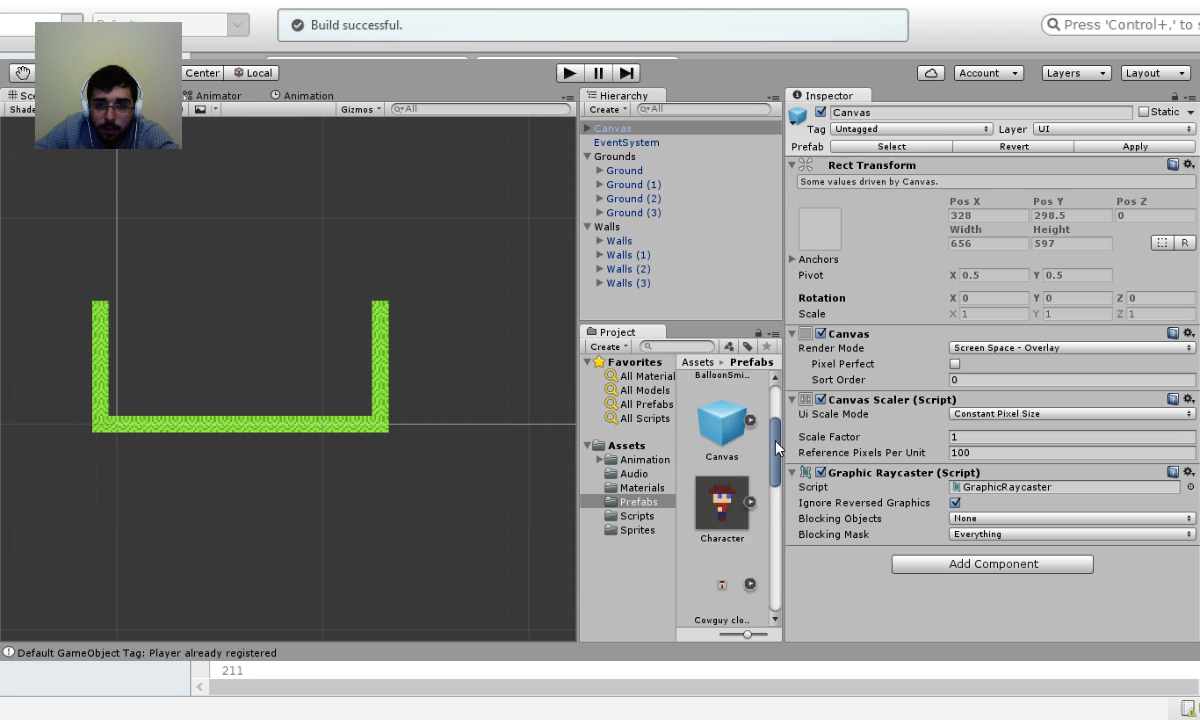 Defaul
Build successful.
Press 'Control+,' to s
Center
Local
Account
Layers
Layout
# Sce
Animator
Animation
Hierarchy
Inspector
Shade
Gizmos
All
Create
All
Canvas
Static
Canvas
Tag
Untagged
Layer
UI
EventSystem
Prefab
Select
Revert
Apply
Grounds
Rect Transform
Ground
Some values driven by Canvas.
Ground (1)
Ground (2)
Pos X
Pos Y
Pos Z
Ground (3)
328
298.5
0
Walls
Width
Height
Walls
656
597
R
Walls (1)
Anchors
Walls (2)
Pivot
X 0.5
Y 0.5
Walls (3)
Rotation
X 0
Y 0
Z 0
Scale
X 1
Y 1
Z 1
Project
Canvas
Create
Render Mode
Screen Space - Overlay
Favorites
Assets
Prefabs
Pixel Perfect
All Material
BalloonSmi..
All Models
Sort Order
0
All Prefabs
Canvas Scaler (Script)
All Scripts
Ui Scale Mode
Constant Pixel Size
Assets
Scale Factor
1
Animation
Canvas
Reference Pixels Per Unit
100
Audio
Graphic Raycaster (Script)
Materials
Script
GraphicRaycaster
Prefabs
Ignore Reversed Graphics
Scripts
Blocking Objects
None
Sprites
Character
Blocking Mask
Everything
Add Component
Cowguy clo..
Default GameObject Tag: Player already registered
211